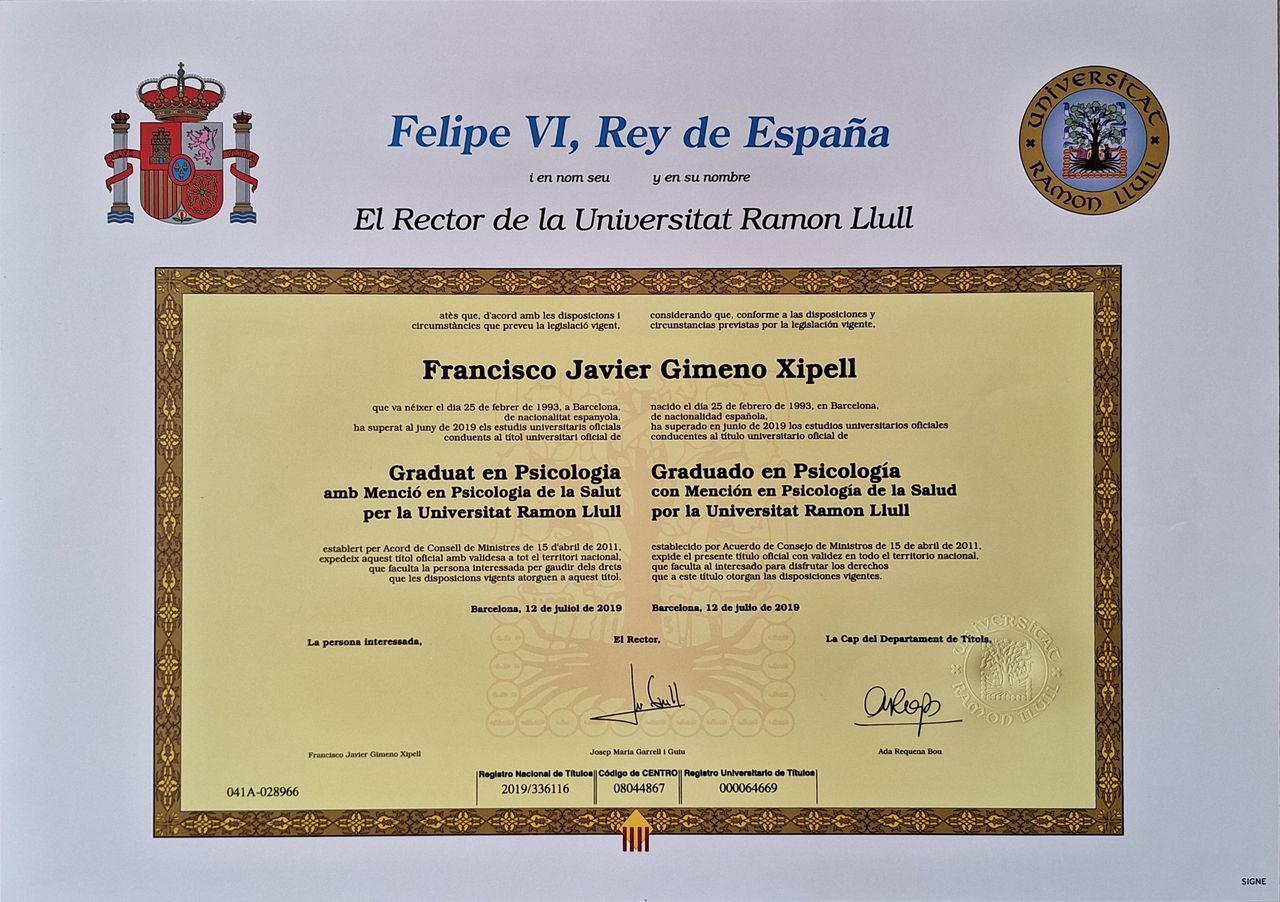 UNIVERSITAT RAMON LLULL
Felipe VI, Rey de España
i en nom seu y en su nombre
El Rector de la Universitat Ramon Llull
atès que, d'acord amb les disposicions i
circumstàncies que preveu la legislació vigent,
considerando que, conforme a las disposiciones y
circunstancias previstas por la legislación vigente,
Francisco Javier Gimeno Xipell
que va néixer el dia 25 de febrer de 1993, a Barcelona,
de nacionalitat espanyola,
ha superat al juny de 2019 els estudis universitaris oficials
conduents al títol universitari oficial de
nacido el día 25 de febrero de 1993, en Barcelona,
de nacionalidad española,
ha superado en junio de 2019 los estudios universitarios oficiales
conducentes al título universitario oficial de
Graduat en Psicologia
amb Menció en Psicologia de la Salut
per la Universitat Ramon Llull
Graduado en Psicología
con Mención en Psicología de la Salud
por la Universitat Ramon Llull
establert per Acord de Consell de Ministres de 15 d'abril de 2011,
expedeix aquest títol oficial amb validesa a tot el territori nacional,
que faculta la persona interessada per gaudir dels drets
que les disposicions vigents atorguen a aquest títol.
establecido por Acuerdo de Consejo de Ministros de 15 de abril de 2011,
expide el presente título oficial con validez en todo el territorio nacional,
que faculta al interesado para disfrutar los derechos
que a este título otorgan las disposiciones vigentes.
Barcelona, 12 de juliol de 2019
Barcelona, 12 de julio de 2019
La persona interessada,
El Rector,
La Cap del Departament de Títols,
UNIVERSITAT RAMON LLULL
Francisco Javier Gimeno Xipell
Josep Maria Garrell i Guiu
Ada Requena Bou
Registro Nacional de Títulos
2019/336116
Código de CENTRO
08044867
Registro Universitario de Títulos
000064669
041A-028966
SIGNE